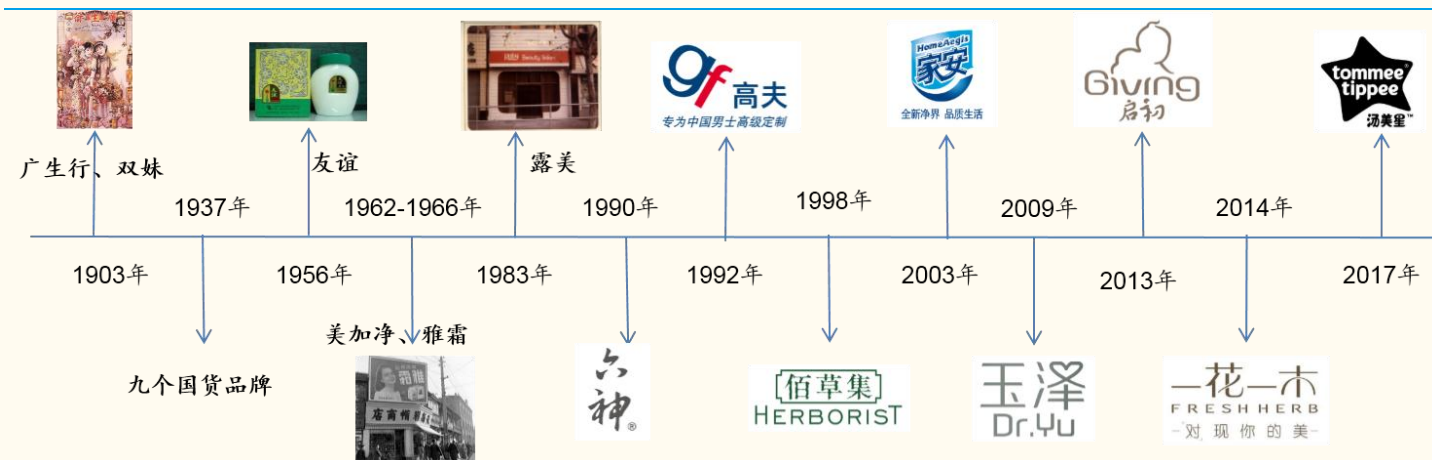 HomeAegis
家安
全新净界 品质生活
Giving
启初
tommee
tippee
汤美星™
gf 高夫
专为中国男士高级定制
广生行、双妹
友谊
露美
1937年
1962-1966年
1990年
1998年
2009年
2014年
1903年
1956年
1983年
1992年
2003年
2013年
2017年
美加净、雅霜
九个国货品牌
霜雅
六神®
佰草集
HERBORIST
玉泽
Dr.Yu
一花一木
FRESH HERB
-对现你的美-